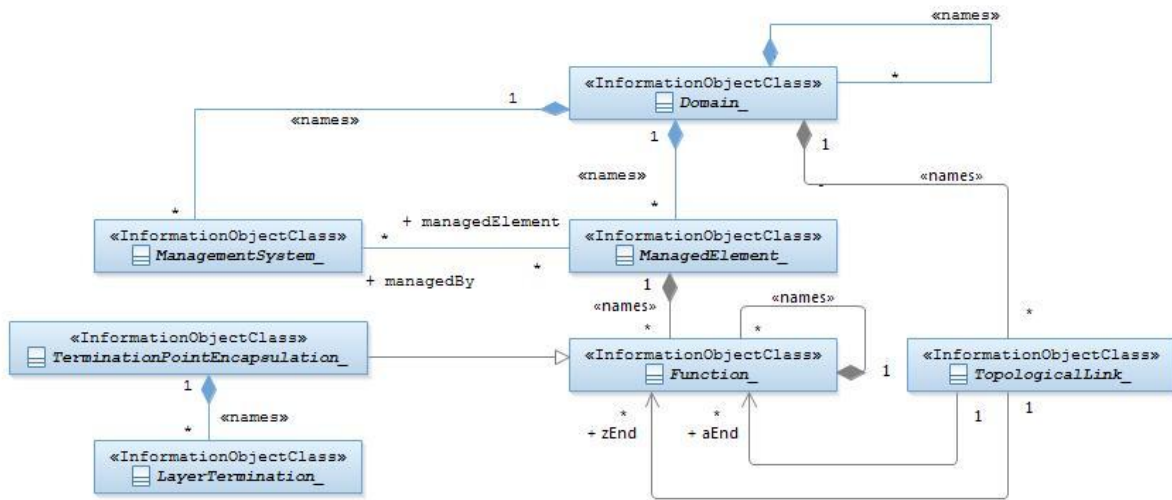 «names»
*
«InformationObjectClass»
Domain_
1
«names»
1
1
«names»
«names»
*
*
*
+ managedElement
«InformationObjectClass»
ManagementSystem_
*
+ managedBy
*
«InformationObjectClass»
ManagedElement_
1
«names»
*
«names»
*
*
«InformationObjectClass»
TerminationPointEncapsulation_
1
«names»
*
«InformationObjectClass»
LayerTermination_
«InformationObjectClass»
Function_
1
«InformationObjectClass»
TopologicalLink_
*
+ zEnd
*
+ aEnd
1
1